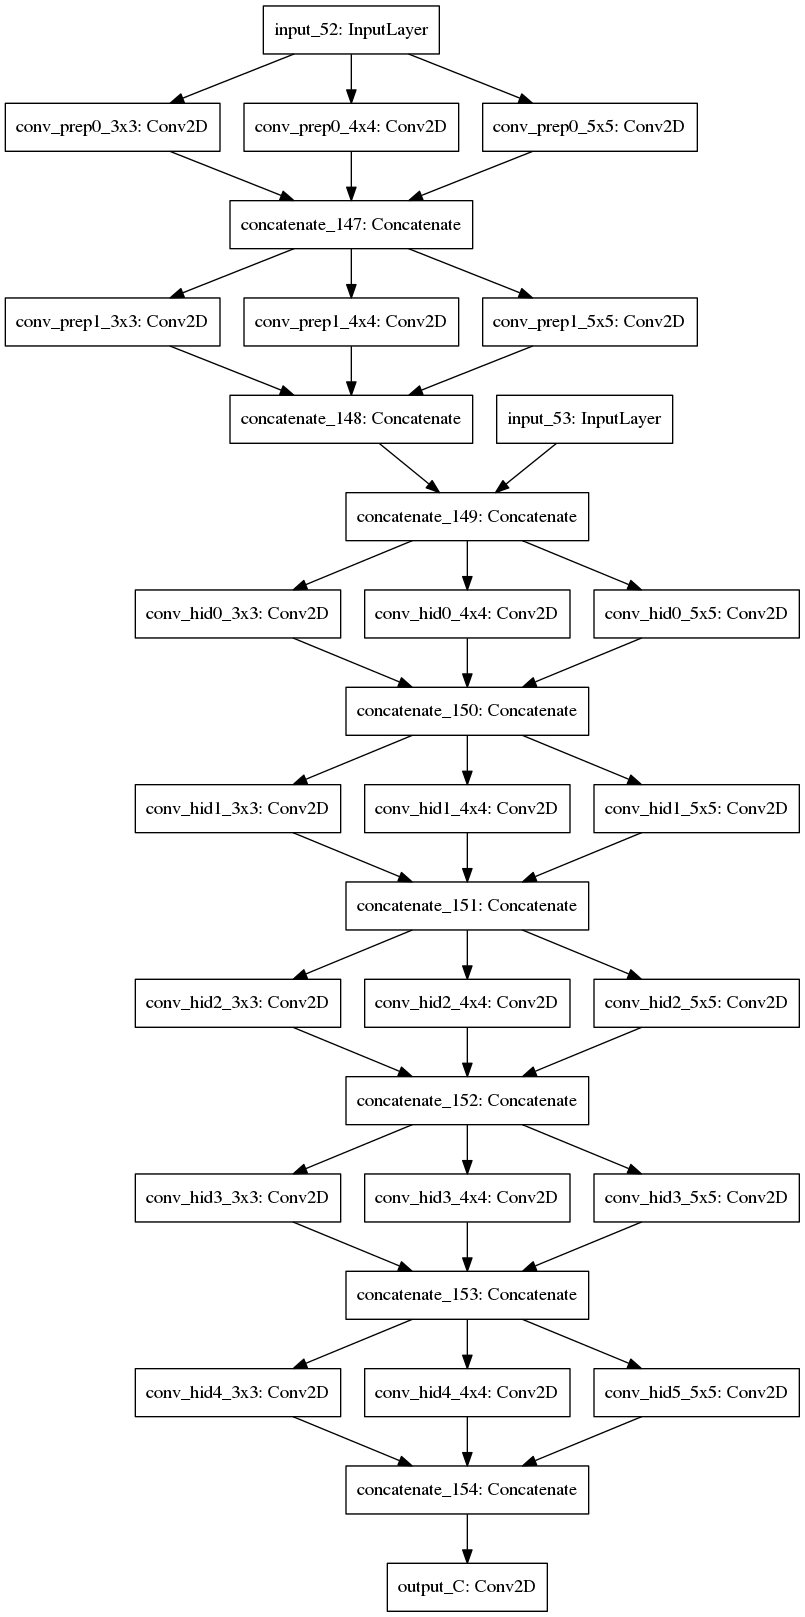 input_52: InputLayer
conv_prep0_3x3: Conv2D
conv_prep0_4x4: Conv2D
conv_prep0_5x5: Conv2D
concatenate_147: Concatenate
conv_prep1_3x3: Conv2D
conv_prep1_4x4: Conv2D
conv_prep1_5x5: Conv2D
concatenate_148: Concatenate
input_53: InputLayer
concatenate_149: Concatenate
conv_hid0_3x3: Conv2D
conv_hid0_4x4: Conv2D
conv_hid0_5x5: Conv2D
concatenate_150: Concatenate
conv_hid1_3x3: Conv2D
conv_hid1_4x4: Conv2D
conv_hid1_5x5: Conv2D
concatenate_151: Concatenate
conv_hid2_3x3: Conv2D
conv_hid2_4x4: Conv2D
conv_hid2_5x5: Conv2D
concatenate_152: Concatenate
conv_hid3_3x3: Conv2D
conv_hid3_4x4: Conv2D
conv_hid3_5x5: Conv2D
concatenate_153: Concatenate
conv_hid4_3x3: Conv2D
conv_hid4_4x4: Conv2D
conv_hid5_5x5: Conv2D
concatenate_154: Concatenate
output_C: Conv2D